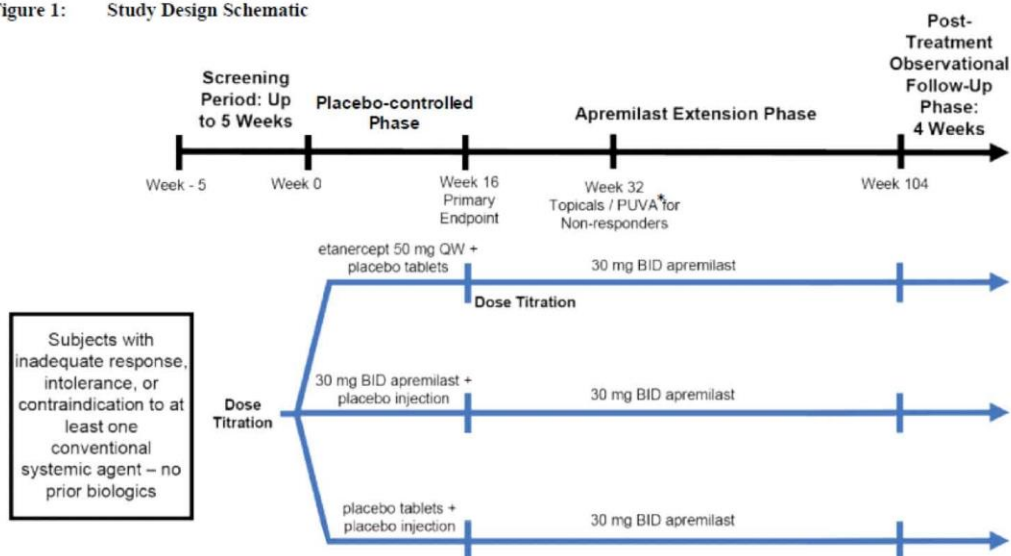 igure 1: Study Design Schematic
Post-
Treatment
Observational
Follow-Up
Phase:
4 Weeks
Screening
Period: Up
to 5 Weeks
Placebo-controlled
Phase
Apremilast Extension Phase
Week - 5
Week 0
Week 16
Primary
Endpoint
Week 32
Topicals / PUVA*for
Non-responders
Week 104
etanercept 50 mg QW +
placebo tablets
30 mg BID apremilast
Dose Titration
Subjects with
inadequate response,
intolerance, or
contraindication to at
least one
conventional
systemic agent – no
prior biologics
Dose
Titration
30 mg BID apremilast +
placebo injection
30 mg BID apremilast
placebo tablets +
placebo injection
30 mg BID apremilast